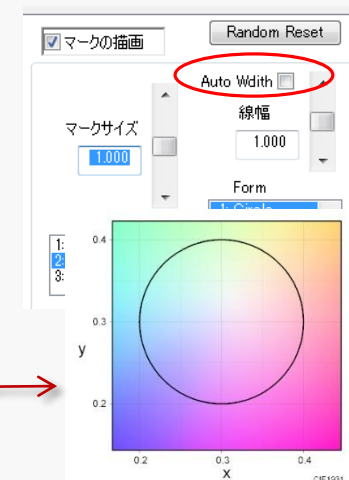 マークの描画
Random Reset
Auto Wdith
線幅
マークサイズ
1.000
1.000
Form
1: Circle
1:
2:
3:
0.4
0.3
y
0.2
0.2
0.3
0.4
x
CIE1931